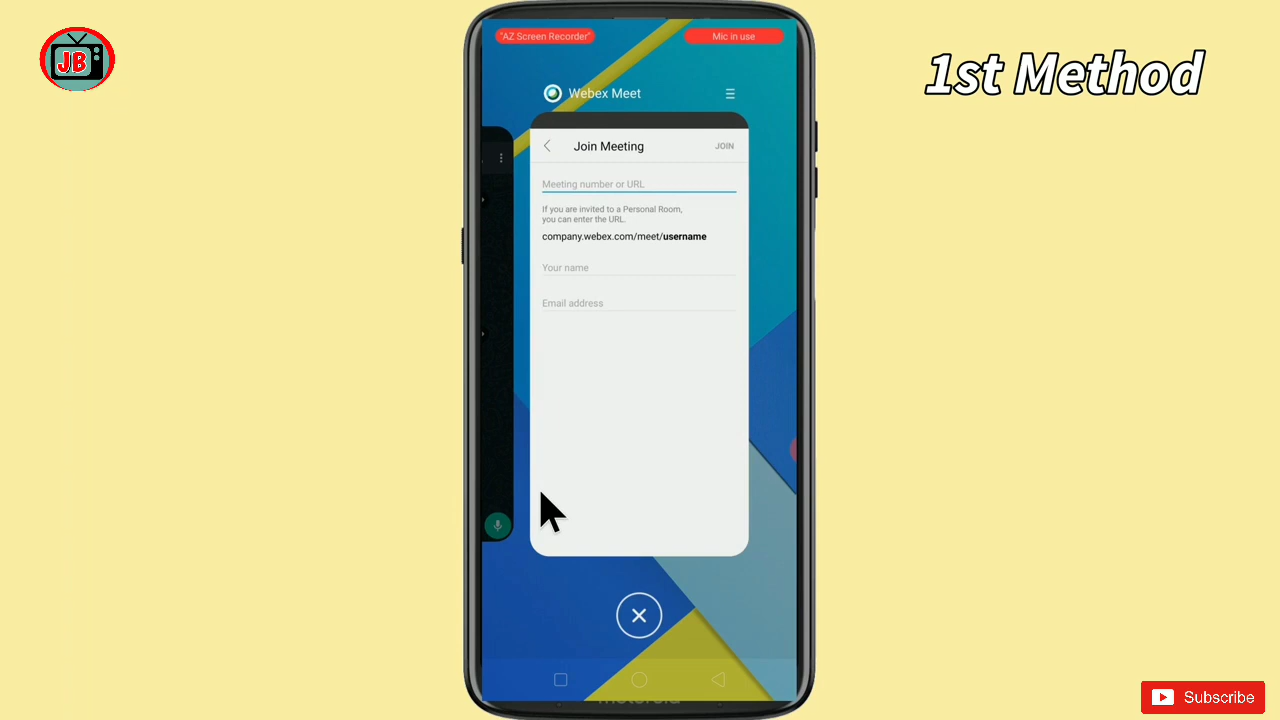 JB
"AZ Screen Recorder"
Mic in use
1st Method
Webex Meet
Join Meeting
JOIN
Meeting number or URL
If you are invited to a Personal Room,
you can enter the URL.
company.webex.com/meet/username
Your name
Email address
Subscribe